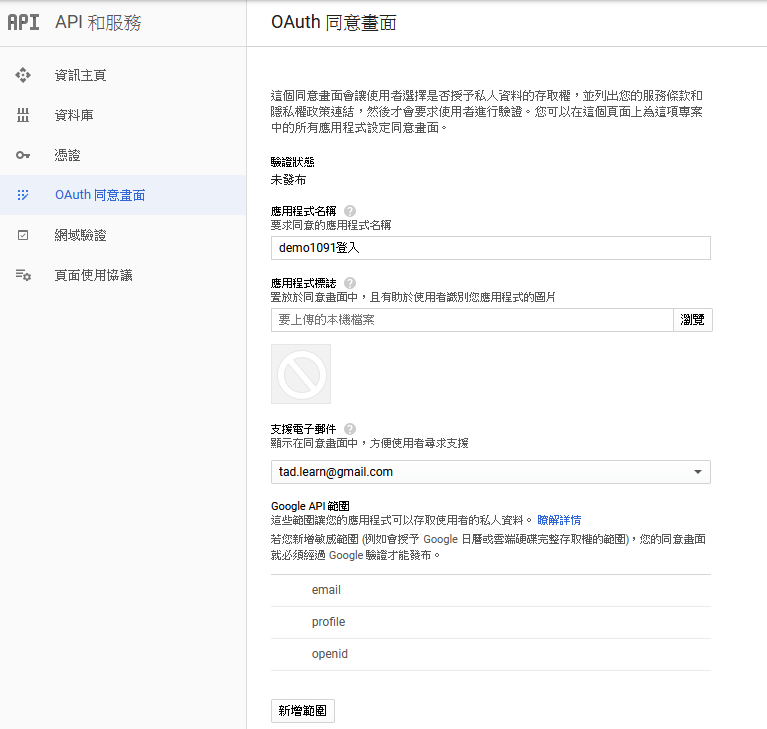 API API 和服務
OAuth 同意畫面
資訊主頁
資料庫
憑證
OAuth 同意畫面
網域驗證
頁面使用協議
這個同意畫面會讓使用者選擇是否授予私人資料的存取權，並列出您的服務條款和
隱私權政策連結，然後才會要求使用者進行驗證。您可以在這個頁面上為這項專案
中的所有應用程式設定同意畫面。
驗證狀態
未發布
應用程式名稱 ?
要求同意的應用程式名稱
demo1091登入
應用程式標誌 ?
置放於同意畫面中，且有助於使用者識別您應用程式的圖片
要上傳的本機檔案 瀏覽
支援電子郵件 ?
顯示在同意畫面中，方便使用者尋求支援
tad.learn@gmail.com
Google API 範圍
這些範圍讓您的應用程式可以存取使用者的私人資料。 瞭解詳情
若您新增敏感範圍 (例如會授予 Google 日曆或雲端硬碟完整存取權的範圍)，您的同意畫面
就必須經過 Google 驗證才能發布。
email
profile
openid
新增範圍